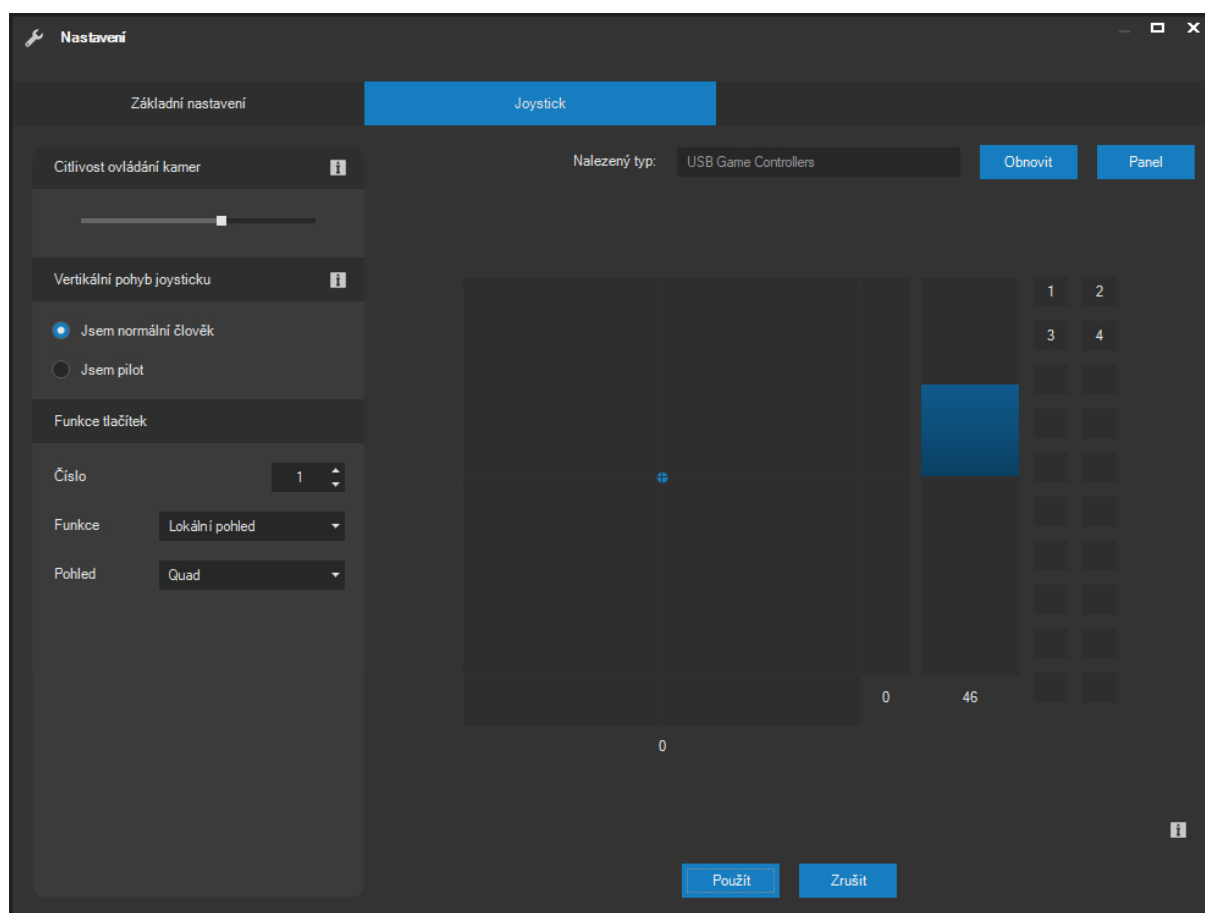 Nastavení
Základní nastavení
Joystick
Citlivost ovládání kamer
Nalezený typ:
USB Game Controllers
Obnovit
Panel
Vertikální pohyb joysticku
Jsem normální člověk
Jsem pilot
Funkce tlačítek
Číslo
1
Funkce
Lokální pohled
Pohled
Quad
1 2
3 4
0
46
0
Použít
Zrušit